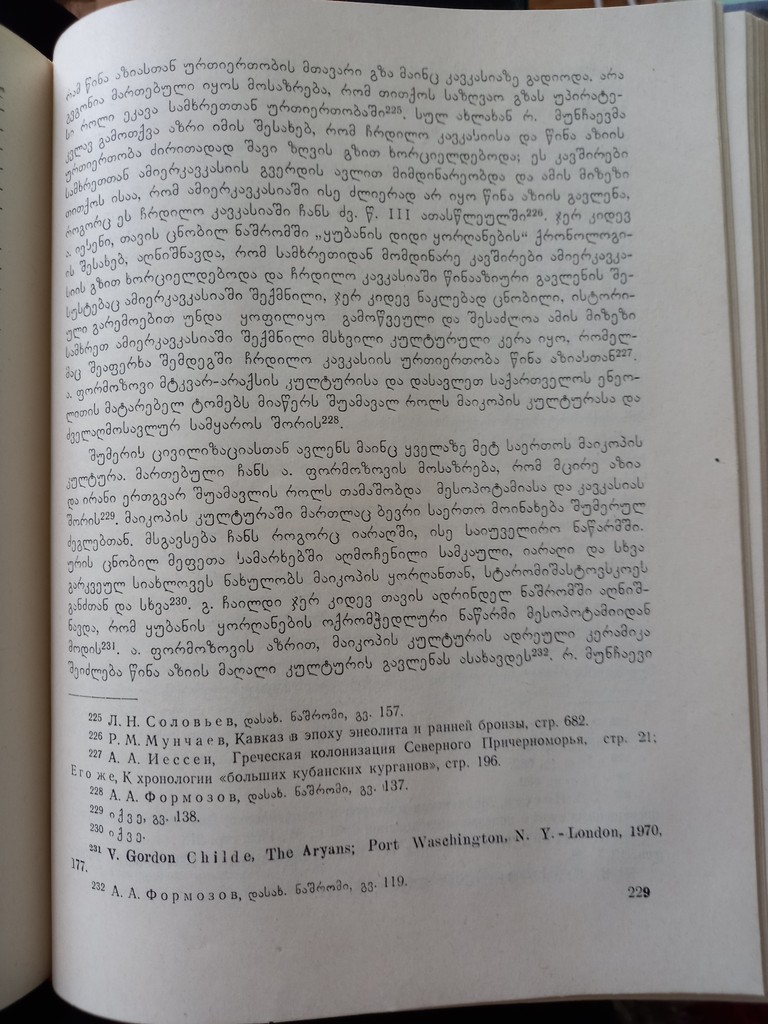 რამ წინა აზიასთან ურთიერთობის მთავარი გზა მაინც კავკასიაზე გადიოდა. არა
გვგონია მართებული იყოს მოსაზრება, რომ თითქოს საზღვაო გზას უპირატე-
სი როლი ეკავა სამხრეთთან ურთიერთობაში225. სულ ახლახან რ. მუნჩაევმა
კვლავ გამოთქვა აზრი იმის შესახებ, რომ ჩრდილო კავკასიისა და წინა აზიის
ურთიერთობა ძირითადად შავი ზღვის გზით ხორციელდებოდა; ეს კავშირები
სამხრეთთან ამიერკავკასიის გვერდის ავლით მიმდინარეობდა და ამის მიზეზი
თითქოს ისაა, რომ ამიერკავკასიაში ისე ძლიერად არ იყო წინა აზიის გავლენა,
როგორც ეს ჩრდილო კავკასიაში ჩანს ძვ. წ. III ათასწლეულში226. ჯერ კიდევ
ა. იესენი, თავის ცნობილ ნაშრომში „ყუბანის დიდი ყორღანების“ ქრონოლოგი-
ის შესახებ, აღნიშნავდა, რომ სამხრეთიდან მომდინარე კავშირები ამიერკავკა-
სიის გზით ხორციელდებოდა და ჩრდილო კავკასიაში წინააზიური გავლენის შე-
სუსტებაც ამიერკავკასიაში შექმნილი, ჯერ კიდევ ნაკლებად ცნობილი, ისტორი-
ული გარემოებით უნდა ყოფილიყო გამოწვეული და შესაძლოა ამის მიზეზი
სამხრეთ ამიერკავკასიაში შექმნილი მსხვილი კულტურული კერა იყო, რომელ-
მაც შეაფერხა შემდეგში ჩრდილო კავკასიის ურთიერთობა წინა აზიასთან227.
ა. ფორმოზოვი მტკვარ-არაქსის კულტურისა და დასავლეთ საქართველოს ენეო-
ლითის მატარებელ ტომებს მიაწერს შუამავალ როლს მაიკოპის კულტურასა და
ძველაღმოსავლურ სამყაროს შორის228.
შუმერის ცივილიზაციასთან ავლენს მაინც ყველაზე მეტ საერთოს მაიკოპის
კულტურა. მართებული ჩანს ა. ფორმოზოვის მოსაზრება, რომ მცირე აზია
და ირანი ერთგვარ შუამავლის როლს თამაშობდა მესოპოტამიასა და კავკასიას
შორის229. მაიკოპის კულტურაში მართლაც ბევრი საერთო მოინახება შუმერულ
ძეგლებთან. მსგავსება ჩანს როგორც იარაღში, ისე საიუველირო ნაწარმში.
ურის ცნობილ მეფეთა სამარხებში აღმოჩენილი სამკაული, იარაღი და სხვა
გარკვეულ სიახლოვეს ნახულობს მაიკოპის ყორღანთან, სტარომიშასტოვსკოეს
განძთან და სხვა230. გ. ჩაილდი ჯერ კიდევ თავის ადრინდელ ნაშრომში აღნიშ-
ნავდა, რომ ყუბანის ყორღანების ოქრომჭედლური ნაწარმი მესოპოტამიიდან
მოდის231. ა. ფორმოზოვის აზრით, მაიკოპის კულტურის ადრეული კერამიკა
შეიძლება წინა აზიის მაღალი კულტურის გავლენას ასახავდეს232. რ. მუნჩაევი
225 Л. Н. Соловьев, დასახ. ნაშრომი, გვ. 157.
226 Р. М. Мунчаев, Кавказ в эпоху энеолита и ранней бронзы, стр. 682.
227 А. А. Иессен, Греческая колонизация Северного Причерноморья, стр. 21;
Его же, К хронологии «больших кубанских курганов», стр. 196.
228 А. А. Формозов, დასახ. ნაშრომი, გვ. 137.
229 იქვე, გვ. 138.
230 იქვე.
231 V. Gordon Childe, The Aryans; Port Waschington, N. Y.-London, 1970,
177.
232 А. А. Формозов, დასახ. ნაშრომი, გვ. 119.
229